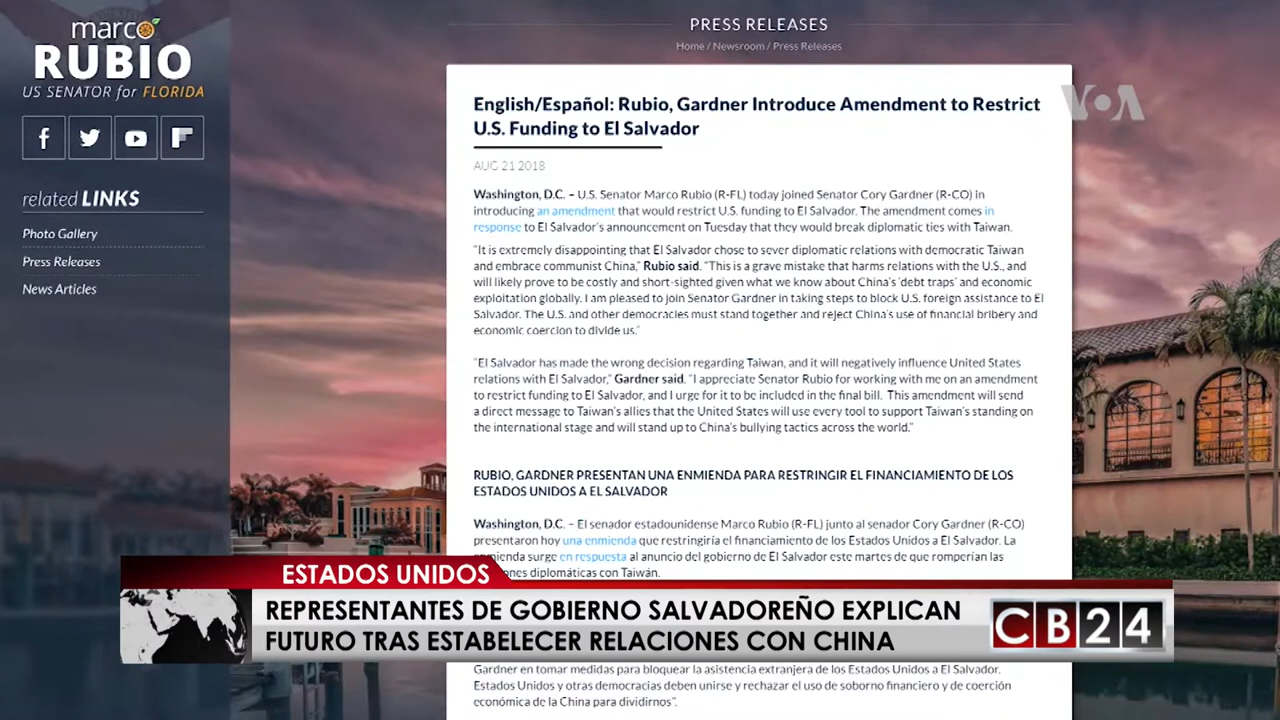 marco
RUBIO
US SENATOR for FLORIDA
related LINKS
Photo Gallery
Press Releases
News Articles
PRESS RELEASES
Home / Newsroom / Press Releases
VOA
English/Español: Rubio, Gardner Introduce Amendment to Restrict
U.S. Funding to El Salvador
AUG 21 2018
Washington, D.C. – U.S. Senator Marco Rubio (R-FL) today joined Senator Cory Gardner (R-CO) in
introducing an amendment that would restrict U.S. funding to El Salvador. The amendment comes in
response to El Salvador's announcement on Tuesday that they would break diplomatic ties with Taiwan.
"It is extremely disappointing that El Salvador chose to sever diplomatic relations with democratic Taiwan
and embrace communist China," Rubio said. "This is a grave mistake that harms relations with the U.S., and
will likely prove to be costly and short-sighted given what we know about China's 'debt traps' and economic
exploitation globally. I am pleased to join Senator Gardner in taking steps to block U.S. foreign assistance to El
Salvador. The U.S. and other democracies must stand together and reject China's use of financial bribery and
economic coercion to divide us."
"El Salvador has made the wrong decision regarding Taiwan, and it will negatively influence United States
relations with El Salvador," Gardner said. "I appreciate Senator Rubio for working with me on an amendment
to restrict funding to El Salvador, and I urge for it to be included in the final bill. This amendment will send
a direct message to Taiwan's allies that the United States will use every tool to support Taiwan's standing on
the international stage and will stand up to China's bullying tactics across the world."
RUBIO, GARDNER PRESENTAN UNA ENMIENDA PARA RESTRINGIR EL FINANCIAMIENTO DE LOS
ESTADOS UNIDOS A EL SALVADOR
Washington, D.C. – El senador estadounidense Marco Rubio (R-FL) junto al senador Cory Gardner (R-CO)
presentaron hoy una enmienda que restringiría el financiamiento de los Estados Unidos a El Salvador. La
enmienda surge en respuesta al anuncio del gobierno de El Salvador este martes de que romperían las
diplomáticas con Taiwán.
ESTADOS UNIDOS
REPRESENTANTES DE GOBIERNO SALVADOREÑO EXPLICAN
FUTURO TRAS ESTABELECER RELACIONES CON CHINA
CB24
Gardner en tomar medidas para bloquear la asistencia extranjera de los Estados Unidos a El Salvador.
Estados Unidos y otras democracias deben unirse y rechazar el uso de soborno financiero y de coerción
económica de la China para dividirnos".